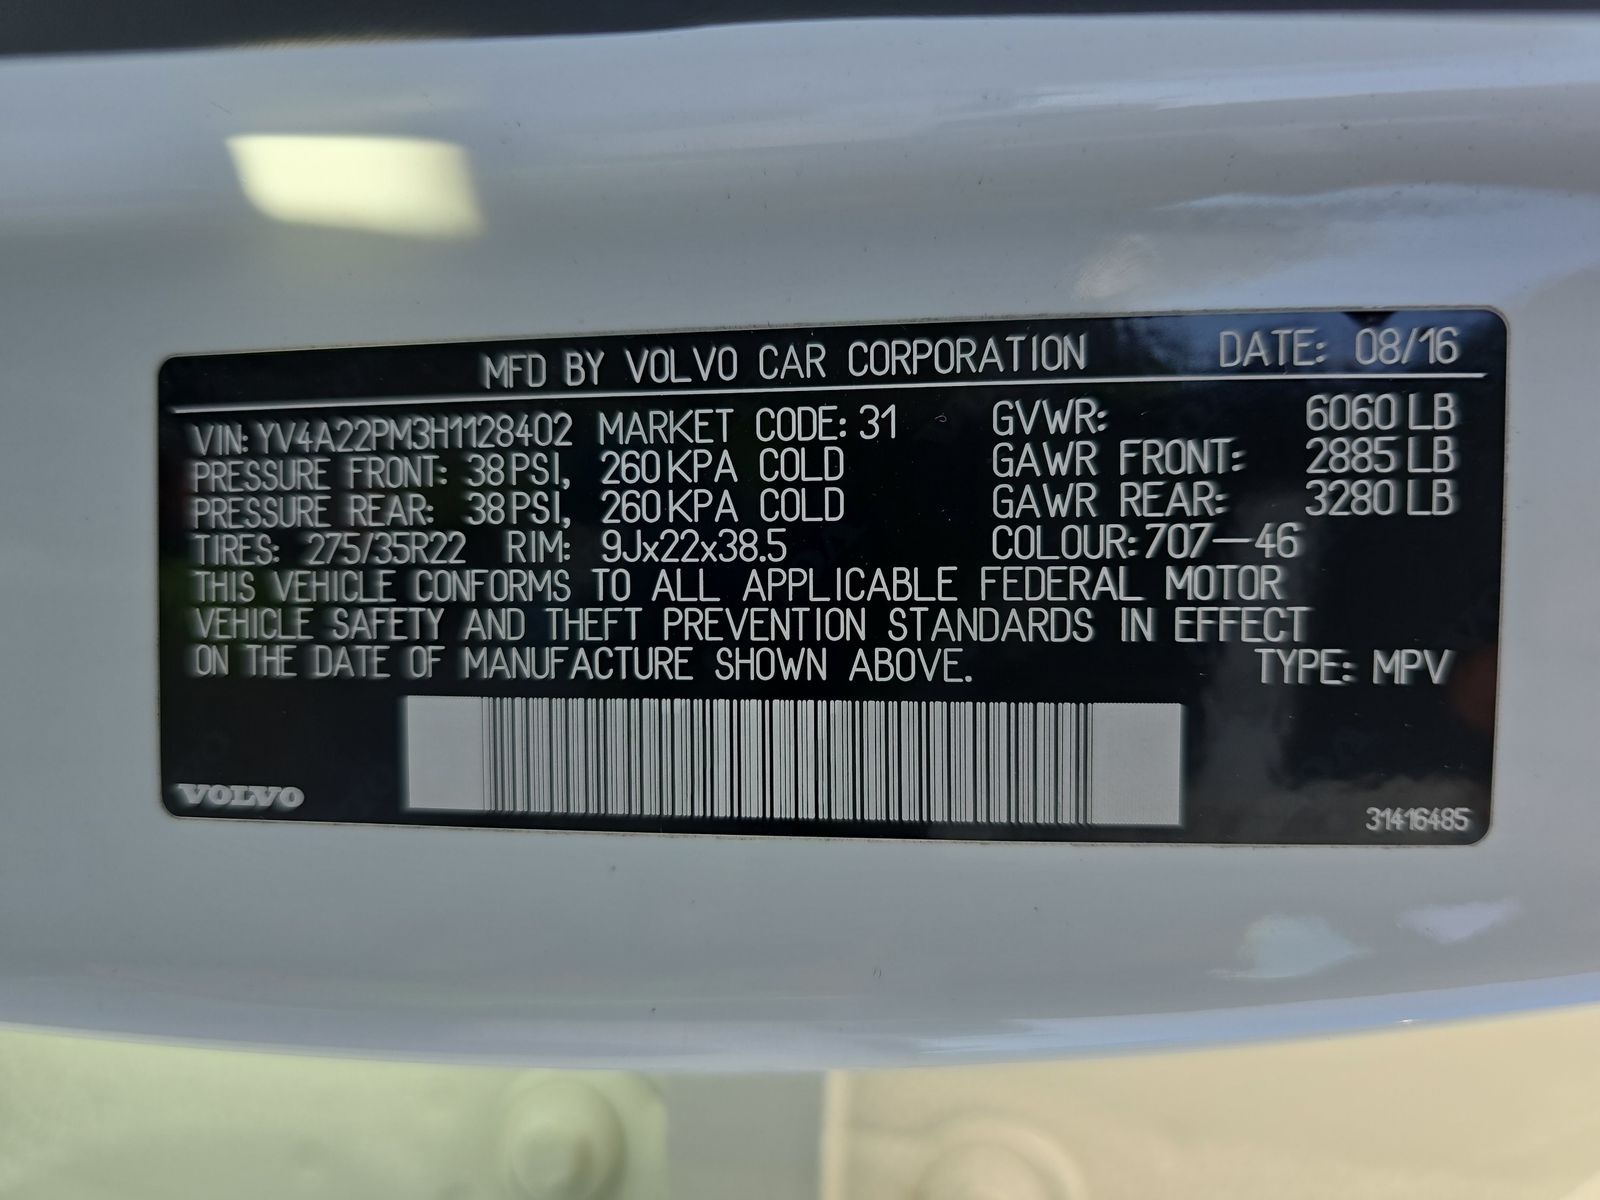 MFD BY VOLVO CAR CORPORATION DATE: 08/16
VIN: YV4A22PM3H1128402 MARKET CODE: 31 GVWR: 6060 LB
PRESSURE FRONT: 38 PSI, 260 KPA COLD GAWR FRONT: 2885 LB
PRESSURE REAR: 38 PSI, 260 KPA COLD GAWR REAR: 3280 LB
TIRES: 275/35R22 RIM: 9Jx22x38.5 COLOUR: 707-46
THIS VEHICLE CONFORMS TO ALL APPLICABLE FEDERAL MOTOR
VEHICLE SAFETY AND THEFT PREVENTION STANDARDS IN EFFECT
ON THE DATE OF MANUFACTURE SHOWN ABOVE. TYPE: MPV
VOLVO 31416485